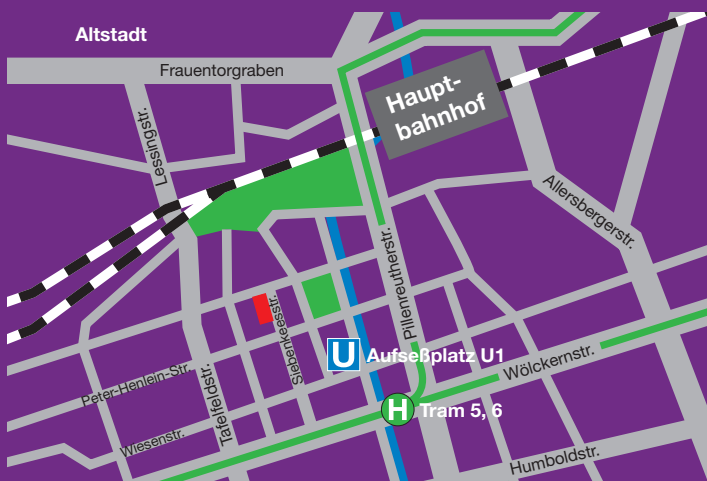 Altstadt
Frauentorgraben
Haupt-
bahnhof
Lessingstr.
Allersbergerstr.
Pillenreutherstr.
Siebenkeesstr.
U Aufseßplatz U1
Wölckernstr.
Peter-Henlein-Str.
Tafelfeldstr.
H Tram 5, 6
Wiesenstr.
Humboldstr.